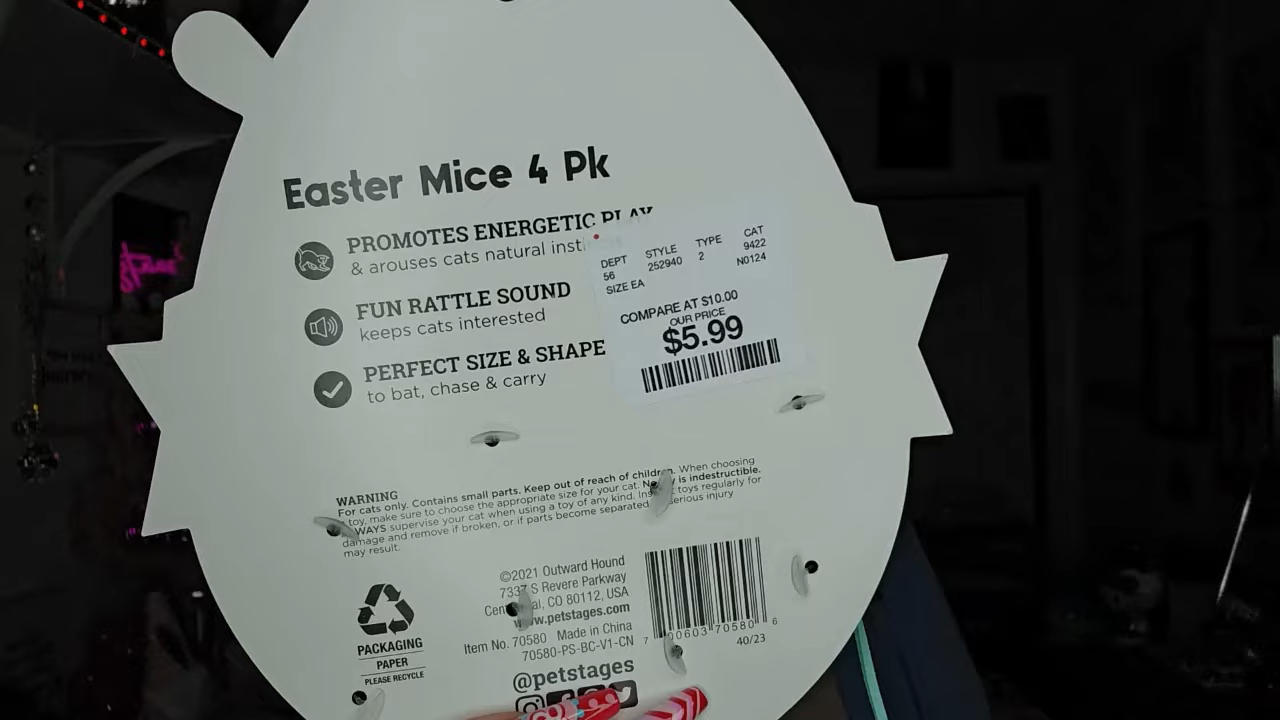 Easter Mice 4 Pk
PROMOTES ENERGETIC PLAY
& arouses cats natural
FUN RATTLE SOUND
keeps cats interested
PERFECT SIZE & SHAPE
to bat, chase & carry
DEPT STYLE TYPE CAT
56 252940 2 9422
SIZE EA N0124
COMPARE AT $10.00
OUR PRICE
$5.99
WARNING
For cats only. Contains small parts. Keep out of reach of children. When choosing
toy, make sure to choose the appropriate size for your cat. is indestructible.
supervise your cat when using a toy of any kind. toys regularly for
damage and remove if broken, or if parts become separated. serious injury
may result.
PACKAGING
PAPER
PLEASE RECYCLE
©2021 Outward Hound
7337 S Revere Parkway
CO 80112, USA
www.petstages.com
Item No. 70580 Made in China
70580-PS-BC-V1-CN
@petstages
7 00603 70580 6
40/23